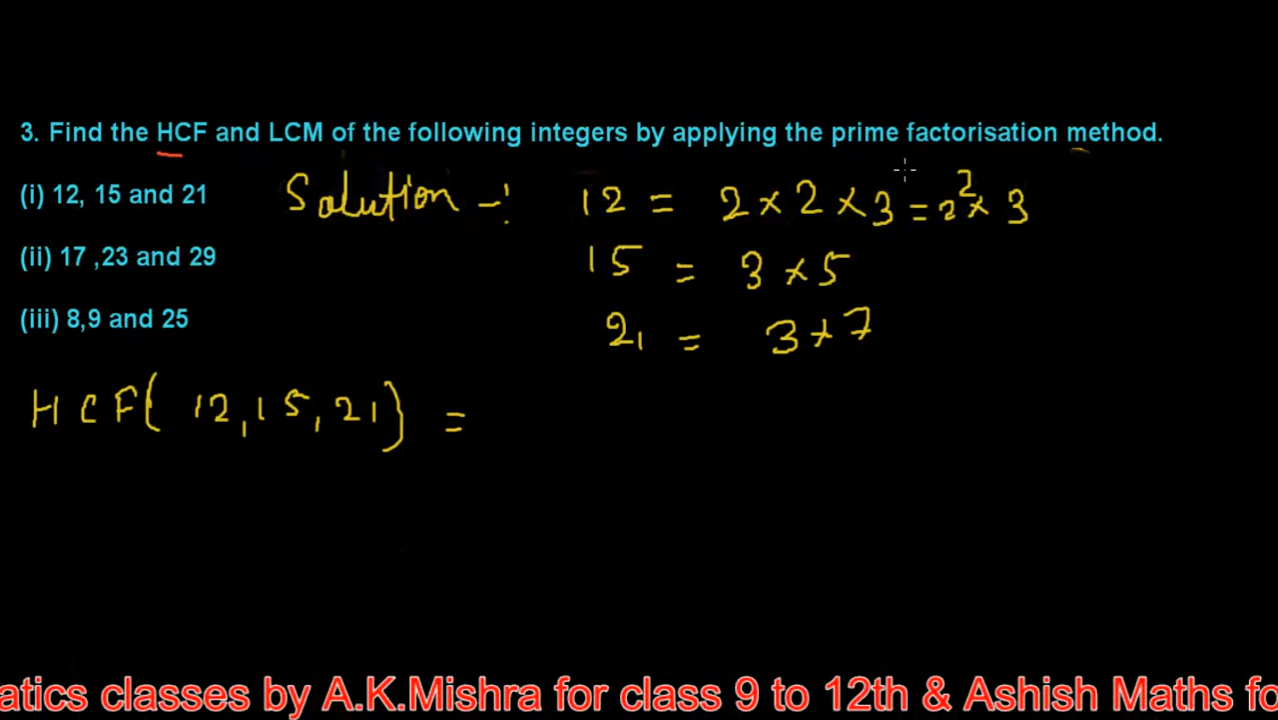 3. Find the HCF and LCM of the following integers by applying the prime factorisation method.
(i) 12, 15 and 21
Solution -: 12 = 2 × 2 × 3 = 2² × 3
(ii) 17 ,23 and 29
15 = 3 × 5
(iii) 8,9 and 25
21 = 3 × 7
HCF( 12,15,21) =
atics classes by A.K.Mishra for class 9 to 12th & Ashish Maths fo